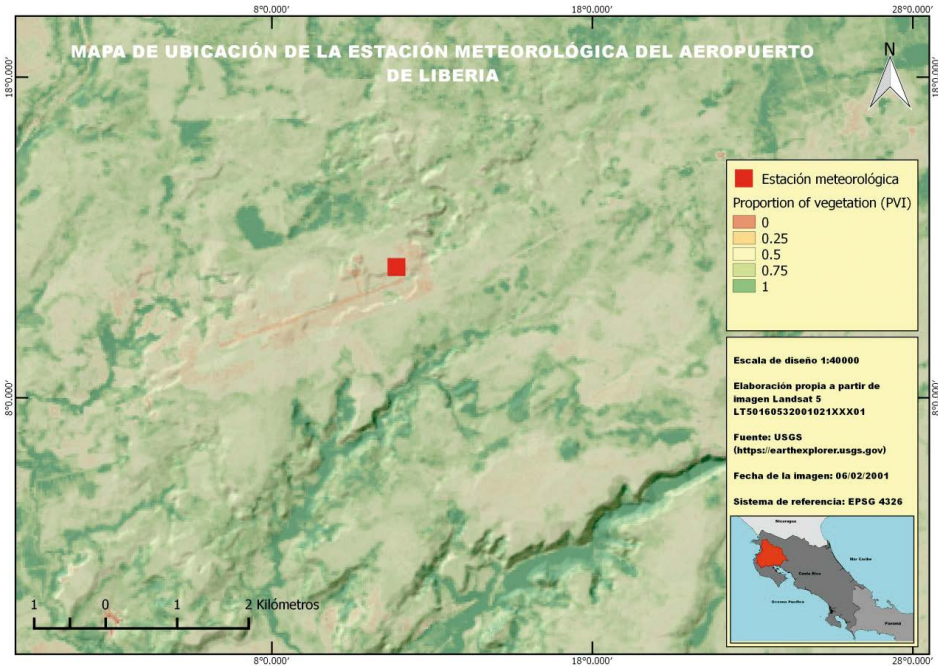 8°0.000'
18°0.000'
28°0.000'
18°0.000'
8°0.000'
18°0.000'
8°0.000'
MAPA DE UBICACIÓN DE LA ESTACIÓN METEOROLÓGICA DEL AEROPUERTO
DE LIBERIA
N
Estación meteorológica
Proportion of vegetation (PVI)
0
0.25
0.5
0.75
1
Escala de diseño 1:40000
Elaboración propia a partir de
imagen Landsat 5
LT50160532001021XXX01
Fuente: USGS
(https://earthexplorer.usgs.gov)
Fecha de la imagen: 06/02/2001
Sistema de referencia: EPSG 4326
Nicaragua
Mar Caribe
Costa Rica
Oceano Pacifico
Panamá
1 0 1 2 Kilómetros
8°0.000'
18°0.000'
28°0.000'